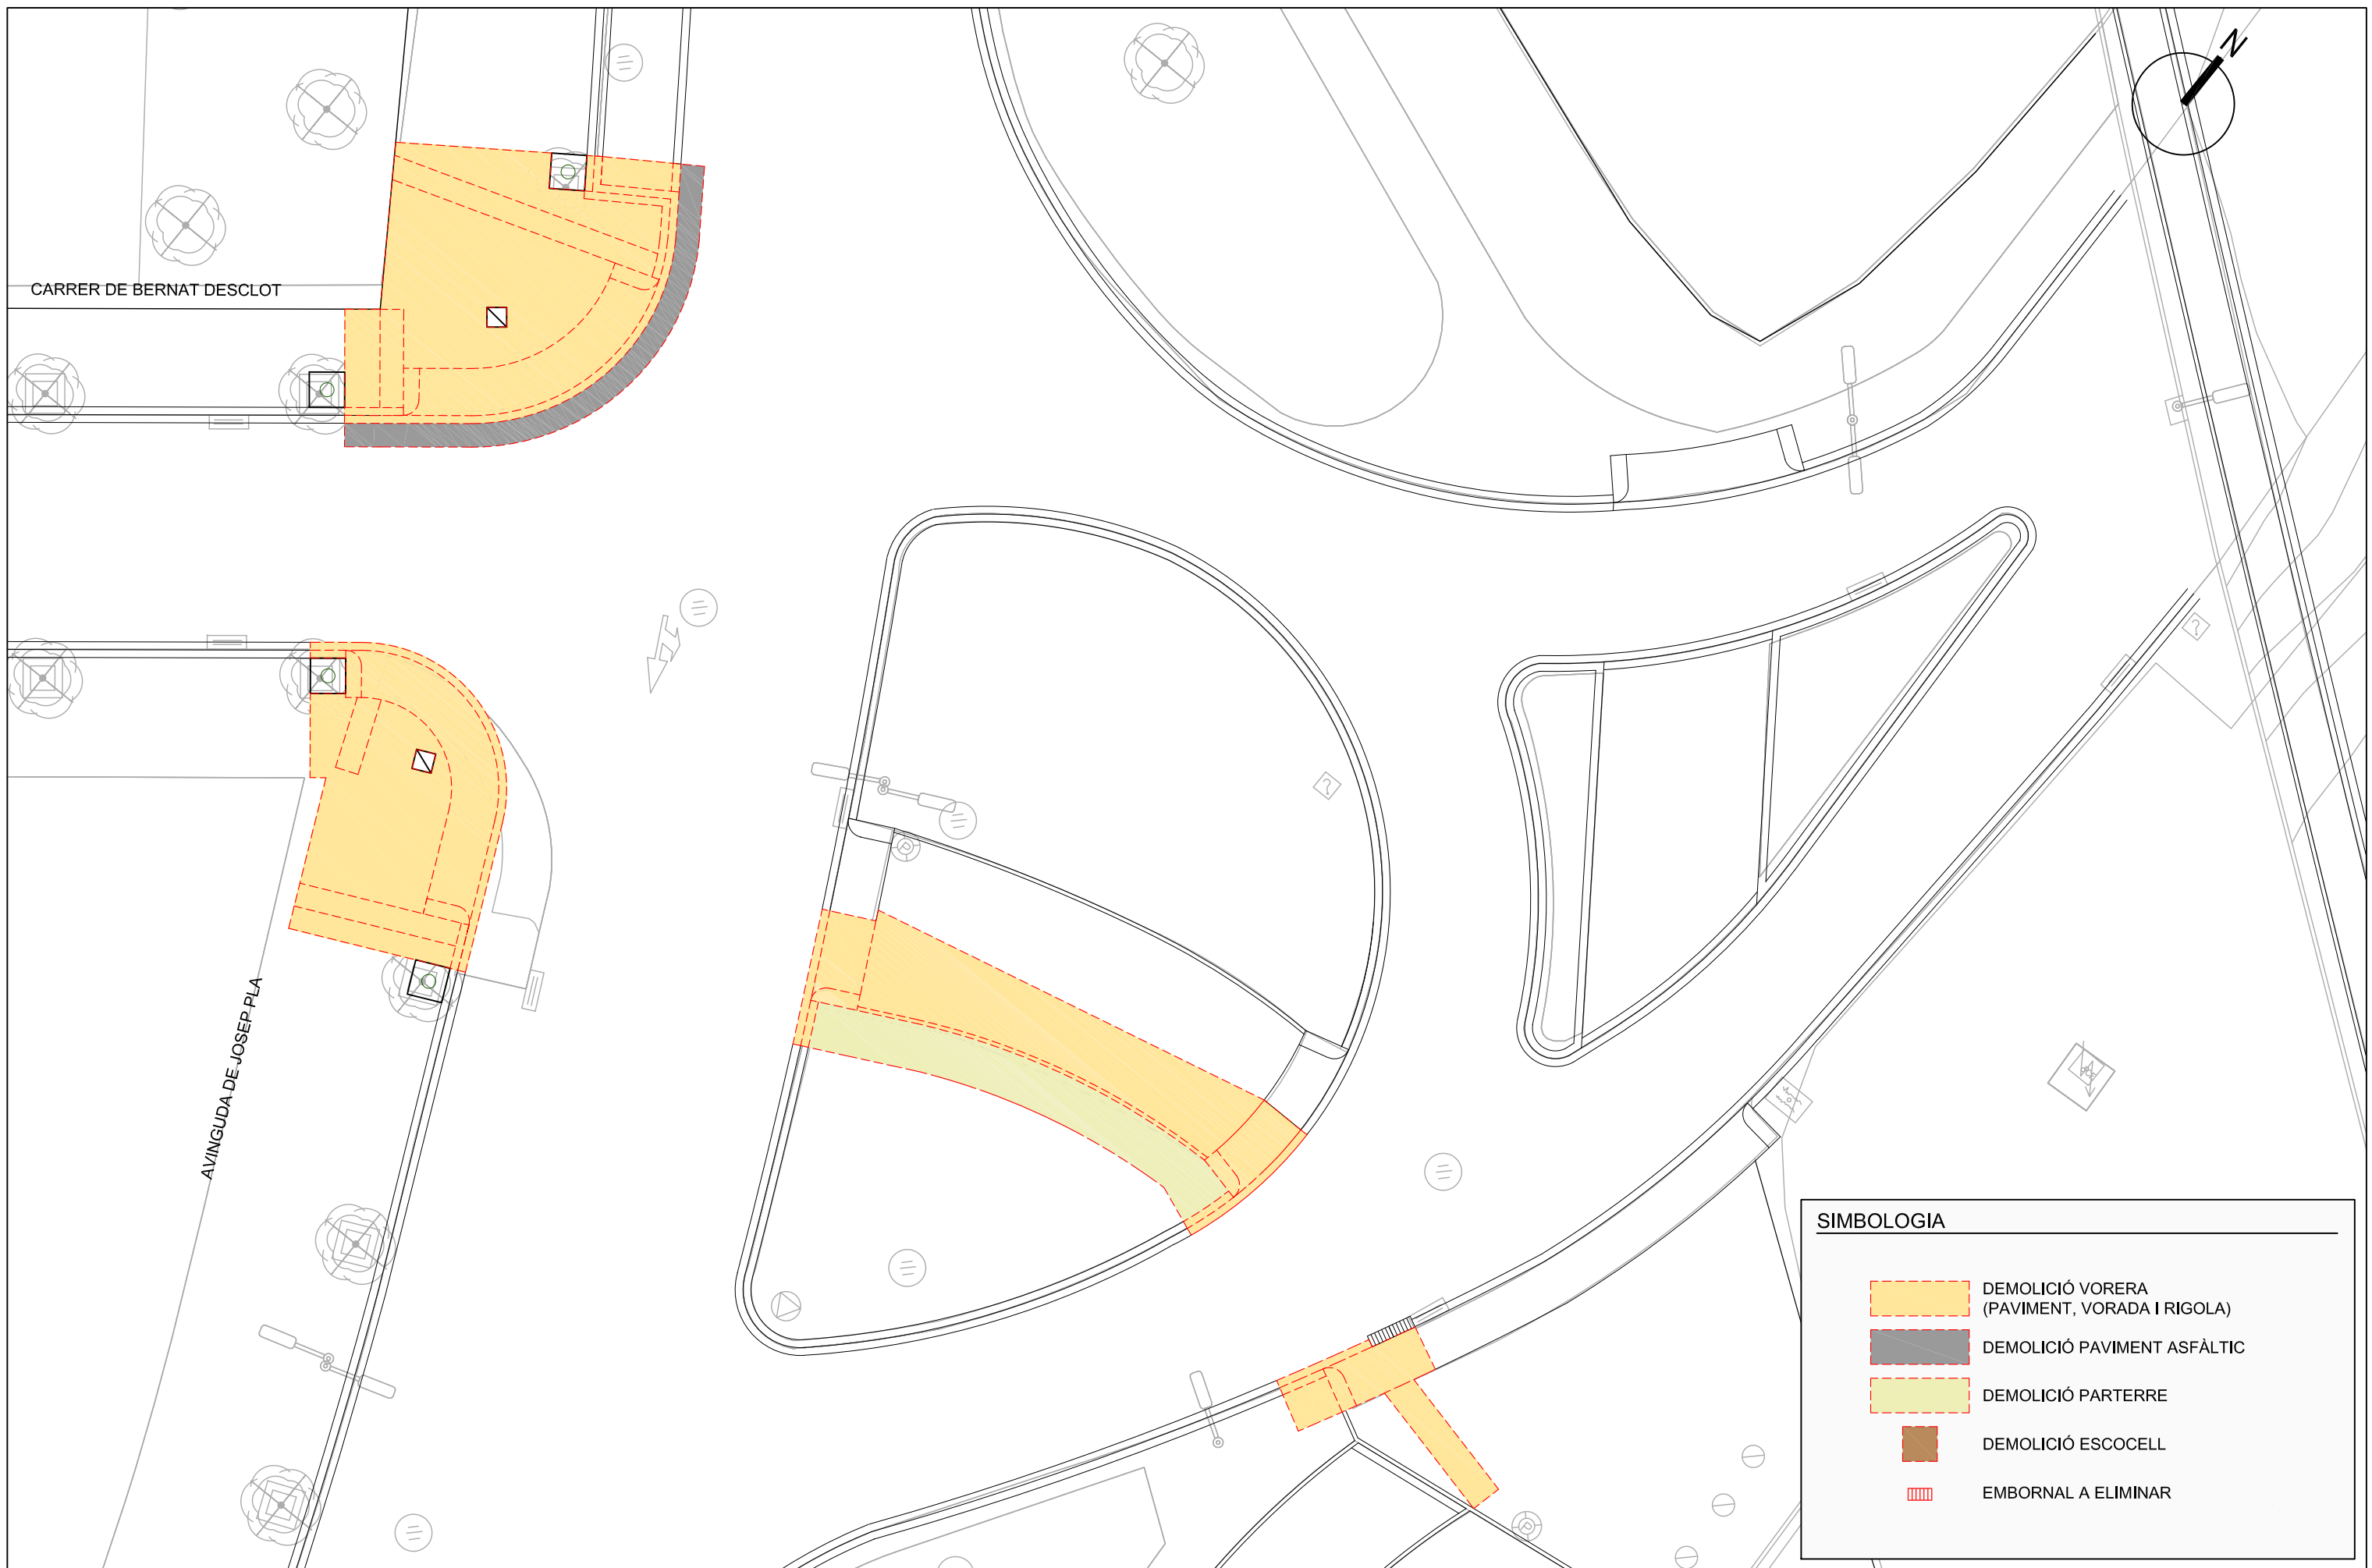 N
CARRER DE BERNAT DESCLOT
AVINGUDA DE JOSEP PLA
?
?
P
P
SIMBOLOGIA
DEMOLICIÓ VORERA
(PAVIMENT, VORADA I RIGOLA)
DEMOLICIÓ PAVIMENT ASFÀLTIC
DEMOLICIÓ PARTERRE
DEMOLICIÓ ESCOCELL
EMBORNAL A ELIMINAR